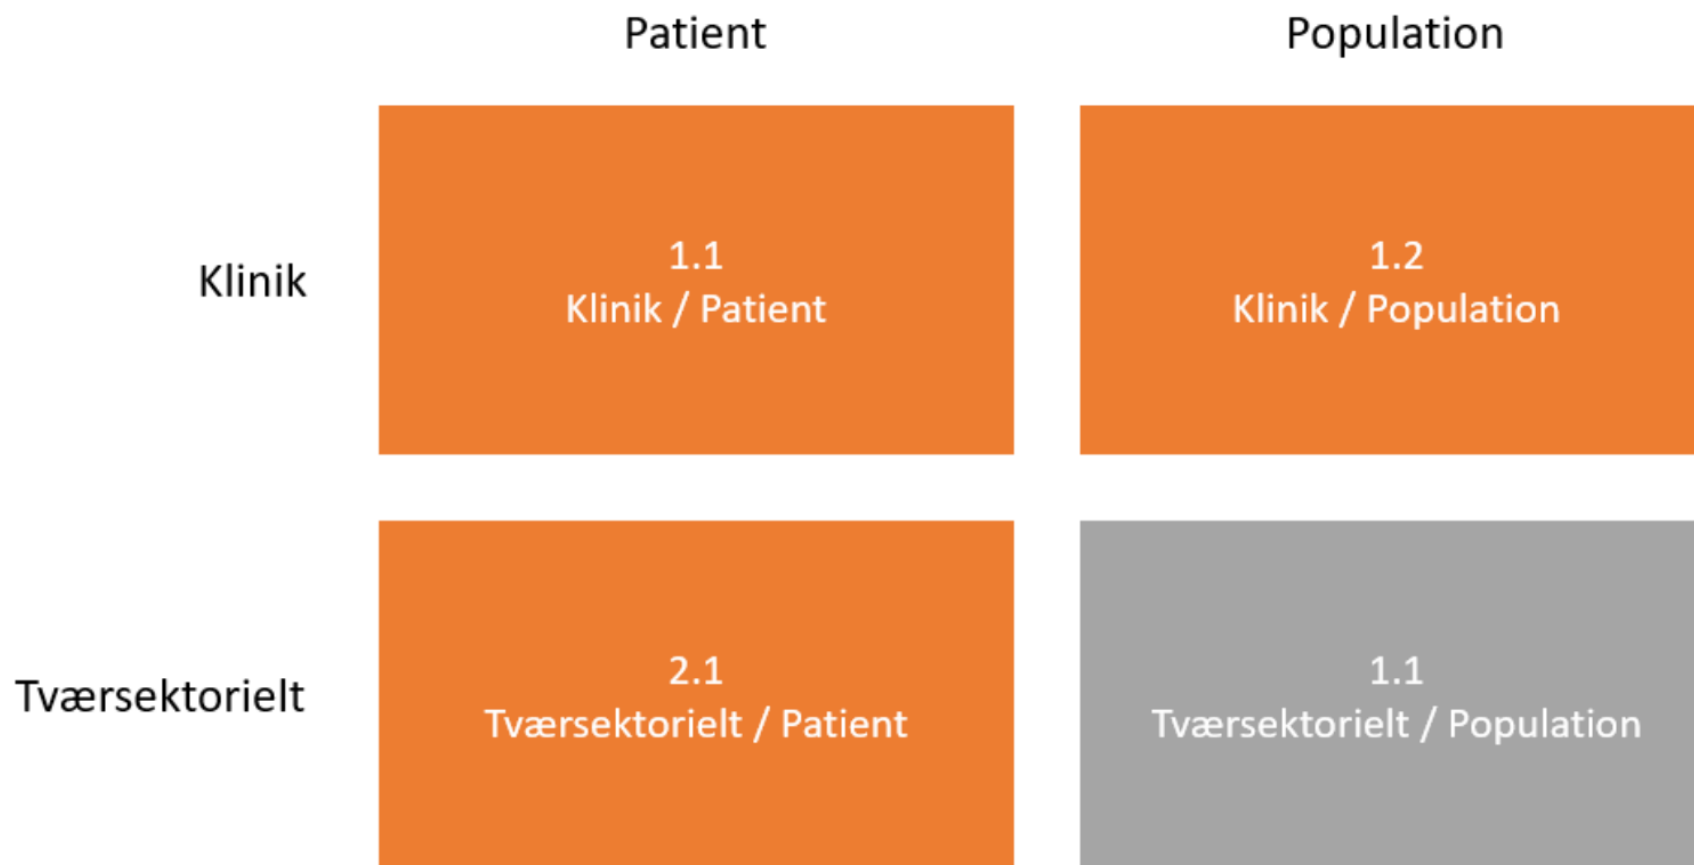 Patient
Population
Klinik
1.1
Klinik / Patient
1.2
Klinik / Population
Tværsektorielt
2.1
Tværsektorielt / Patient
1.1
Tværsektorielt / Population